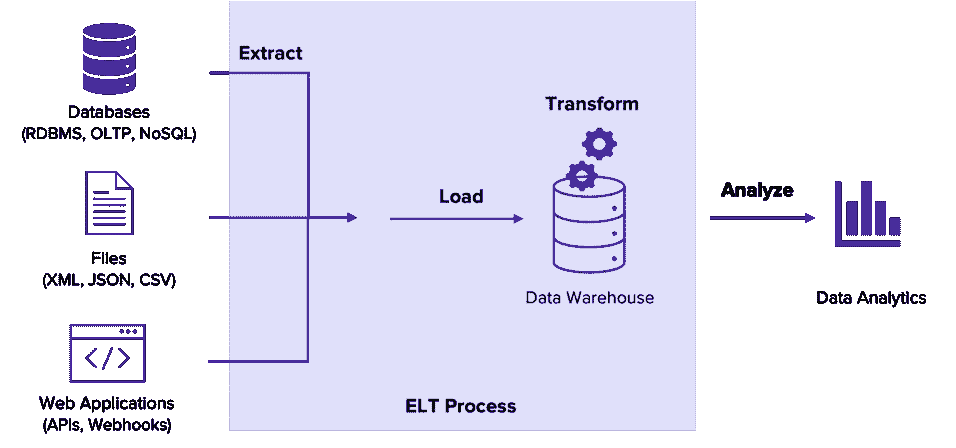 Extract
Databases
(RDBMS, OLTP, NoSQL)
Transform
Load
Analyze
Files
(XML, JSON, CSV)
Data Warehouse
Data Analytics
</>
Web Applications
(APIs, Webhooks)
ELT Process